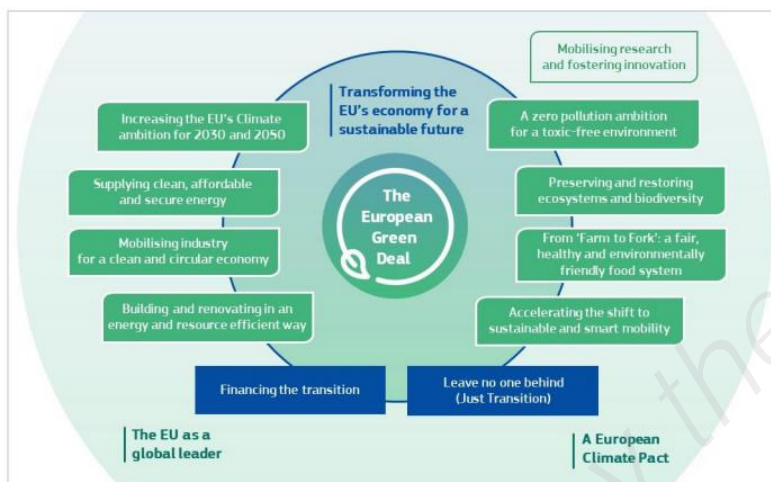 Mobilising research
and fostering innovation
Transforming the
EU's economy for a
sustainable future
Increasing the EU's Climate
ambition for 2030 and 2050
Supplying clean, affordable
and secure energy
Mobilising industry
for a clean and circular economy
Building and renovating in an
energy and resource efficient way
The
European
Green
Deal
A zero pollution ambition
for a toxic-free environment
Preserving and restoring
ecosystems and biodiversity
From 'Farm to Fork': a fair,
healthy and environmentally
friendly food system
Accelerating the shift to
sustainable and smart mobility
Financing the transition
Leave no one behind
(Just Transition)
The EU as a
global leader
A European
Climate Pact
y the